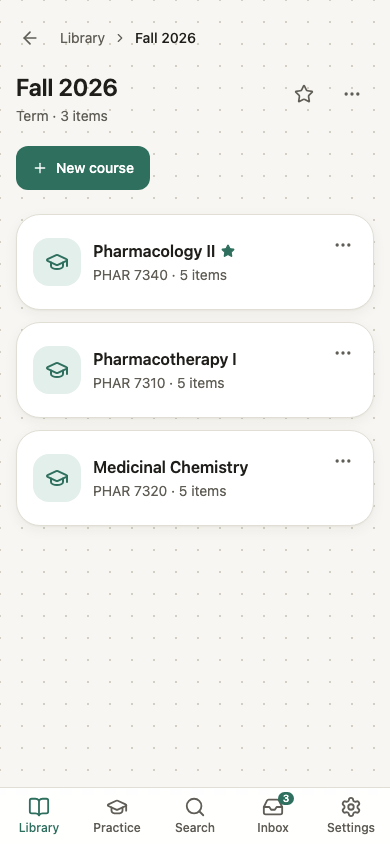 Library > Fall 2026
Fall 2026
Term · 3 items
+ New course
Pharmacology II
PHAR 7340 · 5 items
Pharmacotherapy I
PHAR 7310 · 5 items
Medicinal Chemistry
PHAR 7320 · 5 items
3
Library Practice Search Inbox Settings